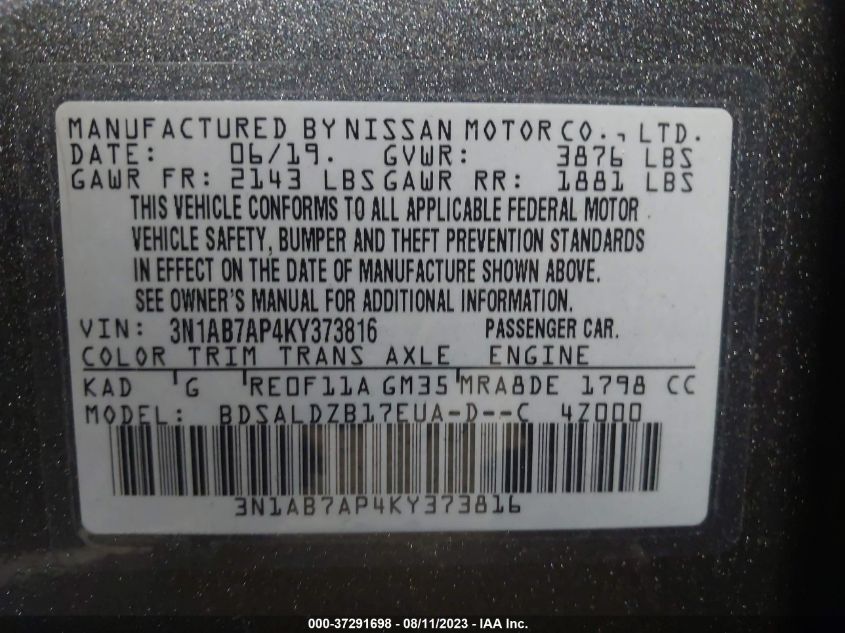 MANUFACTURED BY NISSAN MOTOR CO., LTD.
DATE: 06/19. GVWR: 3876 LBS
GAWR FR: 2143 LBS GAWR RR: 1881 LBS
THIS VEHICLE CONFORMS TO ALL APPLICABLE FEDERAL MOTOR
VEHICLE SAFETY, BUMPER AND THEFT PREVENTION STANDARDS
IN EFFECT ON THE DATE OF MANUFACTURE SHOWN ABOVE.
SEE OWNER'S MANUAL FOR ADDITIONAL INFORMATION.
VIN: 3N1AB7AP4KY373816 PASSENGER CAR.
COLOR TRIM TRANS AXLE ENGINE
KAD G RE0F11A GM35 MRA8DE 1798 CC
MODEL: BDSALDZB17EUA-D--C 4Z000
3N1AB7AP4KY373816
000-37291698 - 08/11/2023 - IAA Inc.